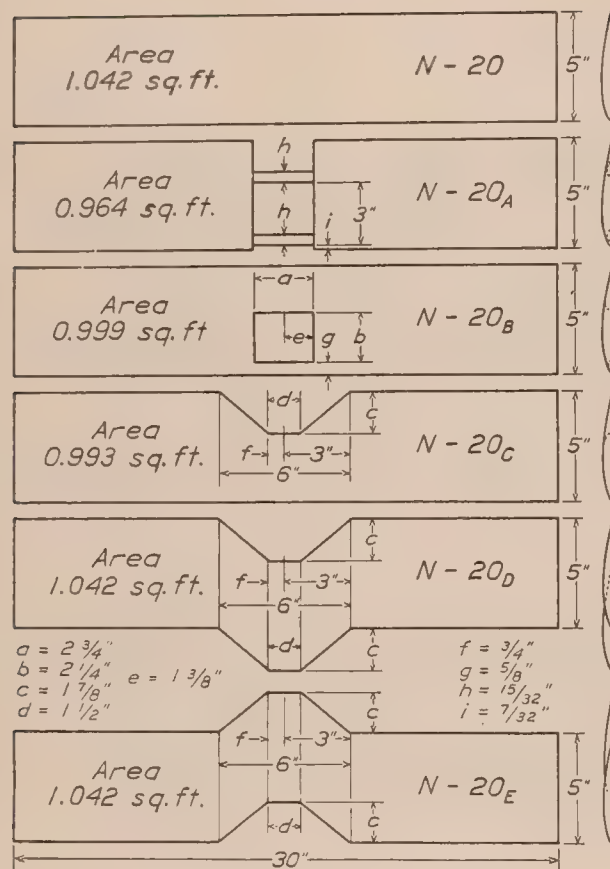 Area
1.042 sq. ft.
N - 20
5"
h
Area
0.964 sq. ft.
h
i
3"
N - 20A
5"
a
Area
0.999 sq. ft
e
g
b
N - 20B
5"
d
c
Area
0.993 sq. ft.
f
3"
6"
N - 20C
5"
c
Area
1.042 sq. ft.
f
3"
6"
d
N - 20D
5"
c
a = 2 3/4"
b = 2 1/4"
c = 1 7/8"
d = 1 1/2"
e = 1 3/8"
f = 3/4"
g = 5/8"
h = 15/32"
i = 7/32"
c
Area
1.042 sq. ft.
f
3"
6"
d
c
N - 20E
5"
30"